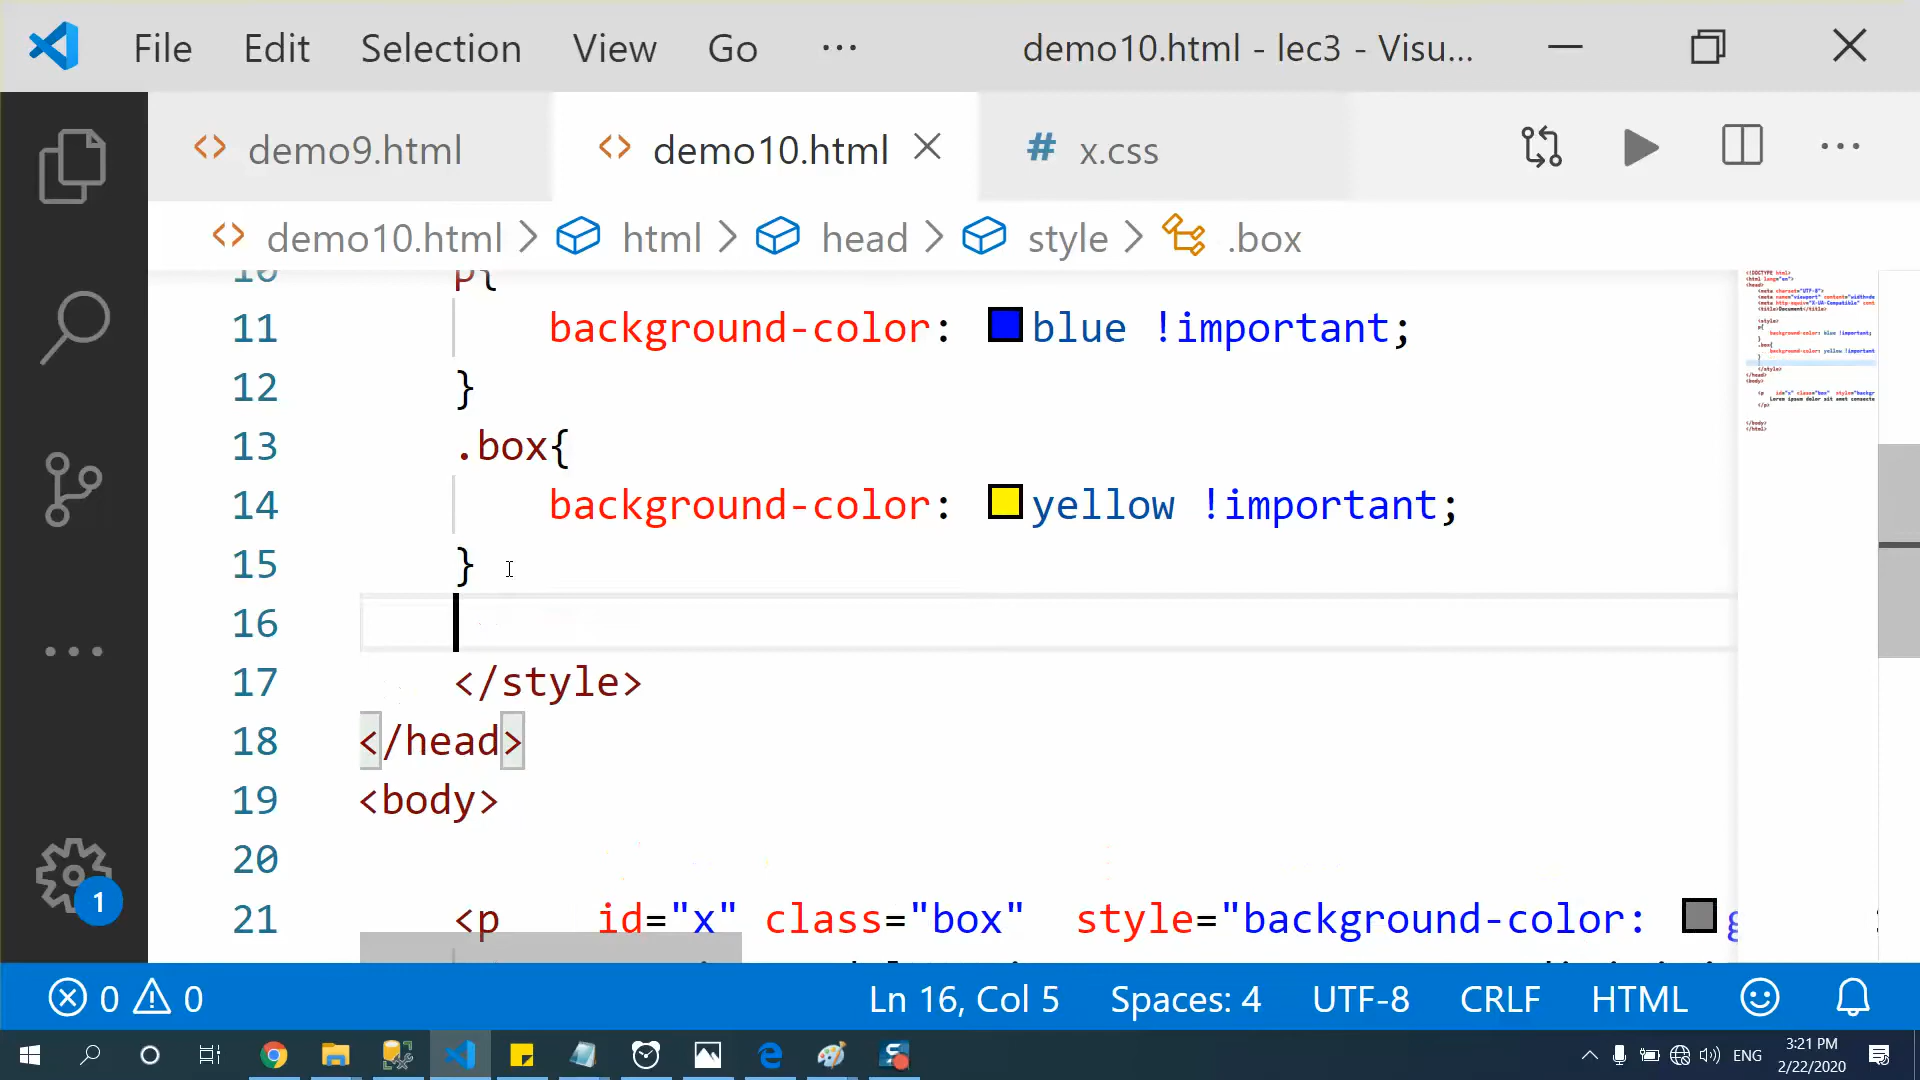 File Edit Selection View Go ··· demo10.html - lec3 - Visu...
demo9.html demo10.html # x.css
demo10.html > html > head > style > .box
10 p{
11 background-color: blue !important;
12 }
13 .box{
14 background-color: yellow !important;
15 }
16
17 </style>
18 </head>
19 <body>
20
21 <p id="x" class="box" style="background-color: g
1
0 0 Ln 16, Col 5 Spaces: 4 UTF-8 CRLF HTML
ENG
3:21 PM
2/22/2020